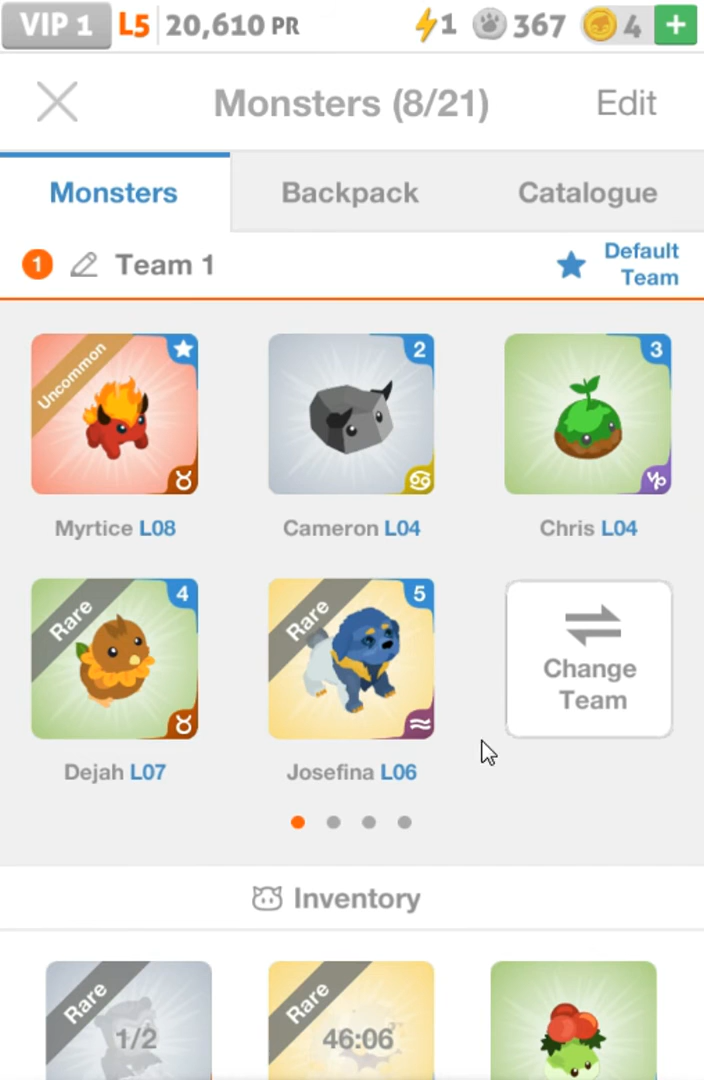 VIP 1 L5 20,610 PR 1 367 4 +
Monsters (8/21) Edit
Monsters Backpack Catalogue
1 Team 1 Default
Team
Uncommon 2 3
♉ ♋ ♑
Myrtice L08 Cameron L04 Chris L04
Rare 4 Rare 5
Change
Team
♉ ♒
Dejah L07 Josefina L06
Inventory
Rare Rare
1/2 46:06